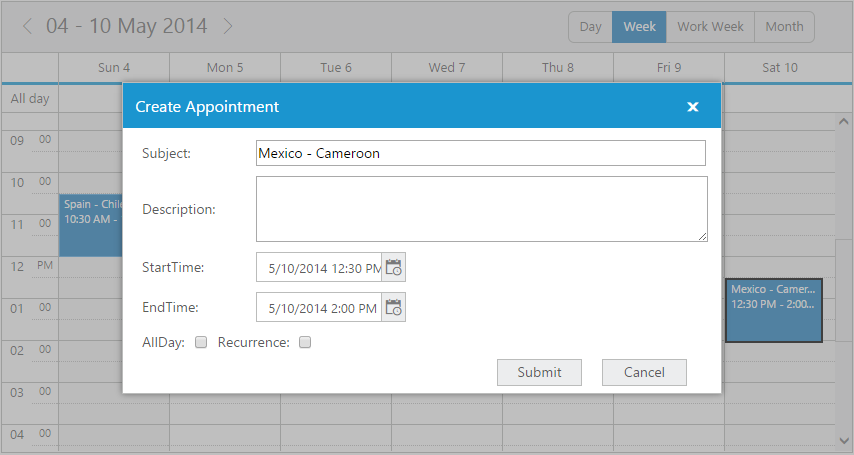 04 - 10 May 2014
Day Week Work Week Month
Sun 4 Mon 5 Tue 6 Wed 7 Thu 8 Fri 9 Sat 10
All day
Create Appointment
09 00
Subject: Mexico - Cameroon
10 00
Spain - Chile
Description:
11 00
10:30 AM -
12 PM
StartTime: 5/10/2014 12:30 PM
Mexico - Camer...
01 00
12:30 PM - 2:00...
EndTime: 5/10/2014 2:00 PM
02 00
AllDay: Recurrence:
Submit Cancel
03 00
04 00